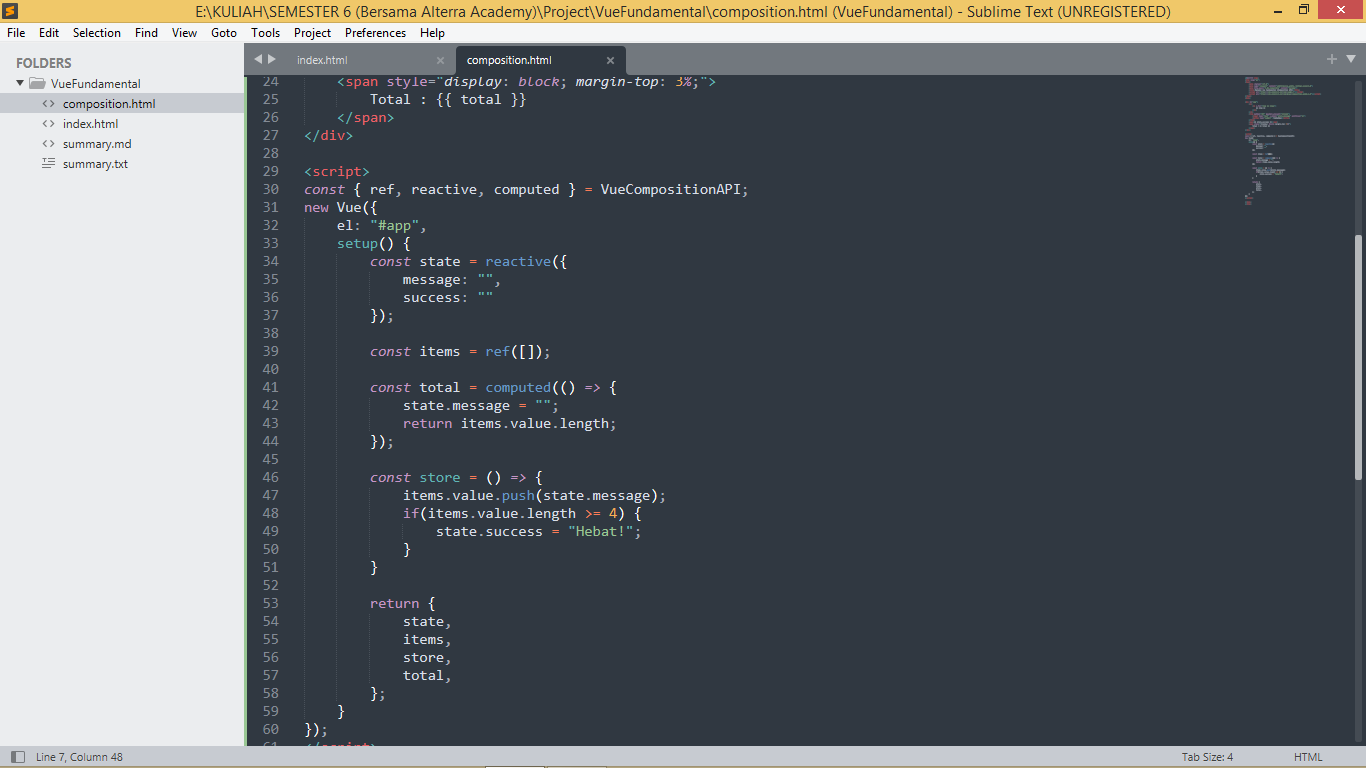 E:\KULIAH\SEMESTER 6 (Bersama Alterra Academy)\Project\VueFundamental\composition.html (VueFundamental) - Sublime Text (UNREGISTERED)
File Edit Selection Find View Goto Tools Project Preferences Help
FOLDERS
VueFundamental
composition.html
index.html
summary.md
summary.txt
index.html composition.html
24 <span style="display: block; margin-top: 3%;">
25 Total : {{ total }}
26 </span>
27 </div>
28
29 <script>
30 const { ref, reactive, computed } = VueCompositionAPI;
31 new Vue({
32 el: "#app",
33 setup() {
34 const state = reactive({
35 message: "",
36 success: ""
37 });
38
39 const items = ref([]);
40
41 const total = computed(() => {
42 state.message = "";
43 return items.value.length;
44 });
45
46 const store = () => {
47 items.value.push(state.message);
48 if(items.value.length >= 4) {
49 state.success = "Hebat!";
50 }
51 }
52
53 return {
54 state,
55 items,
56 store,
57 total,
58 };
59 }
60 });
61 </script>
Line 7, Column 48 Tab Size: 4 HTML